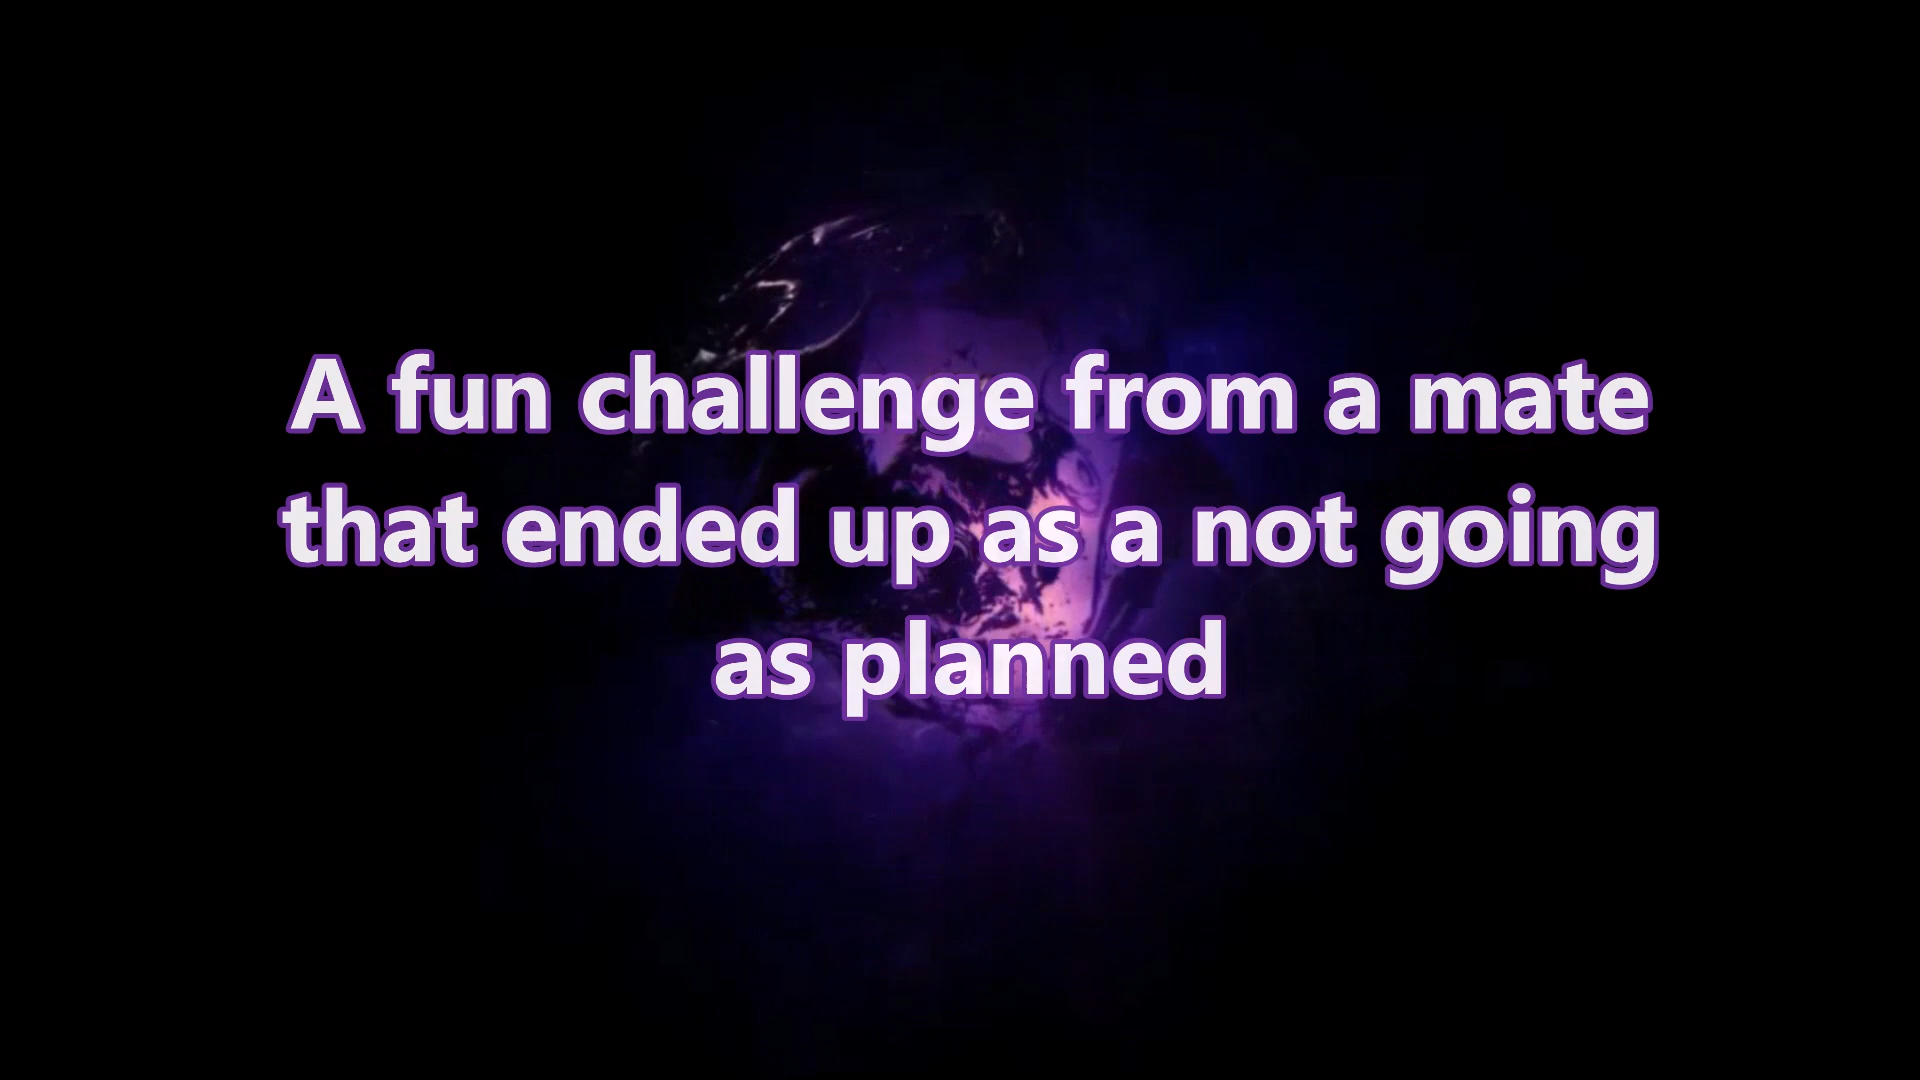 A fun challenge from a mate
that ended up as a not going
as planned